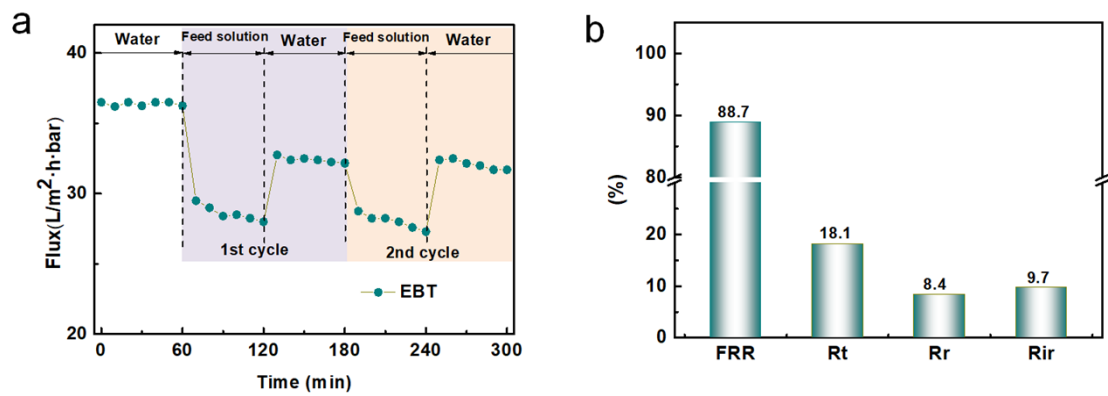 a
Water
Feed solution
Water
Feed solution
Water
40
30
20
Flux(L/m²·h·bar)
1st cycle
2nd cycle
EBT
0 60 120 180 240 300
Time (min)
b
100
90
80
20
10
0
(%)
88.7
18.1
8.4
9.7
FRR Rt Rr Rir